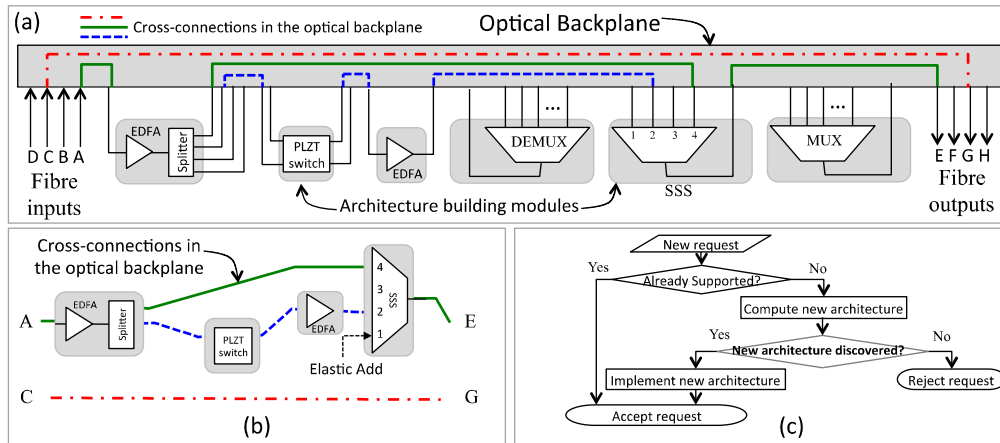 (a)
Cross-connections in the optical backplane
Optical Backplane
D C B A
Fibre
inputs
EDFA
Splitter
PLZT
switch
EDFA
...
DEMUX
1 2 3 4
SSS
...
MUX
E F G H
Fibre
outputs
Architecture building modules
Cross-connections in
the optical backplane
A
EDFA
Splitter
PLZT
switch
EDFA
4
3
2
1
SSS
E
Elastic Add
C
G
(b)
New request
Yes
No
Already Supported?
Compute new architecture
Yes
No
New architecture discovered?
Implement new architecture
Reject request
Accept request
(c)